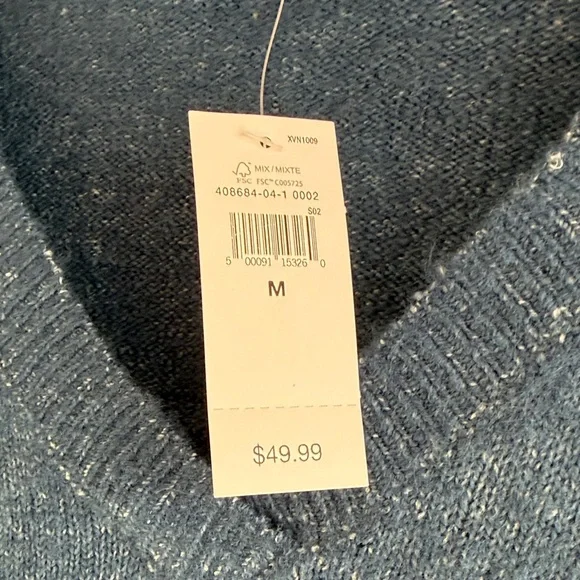 XVN1009
MIX/MIXTE
FSC FSC™ C005725
408684-04-1 0002
S02
5 00091 15326 0
M
$49.99